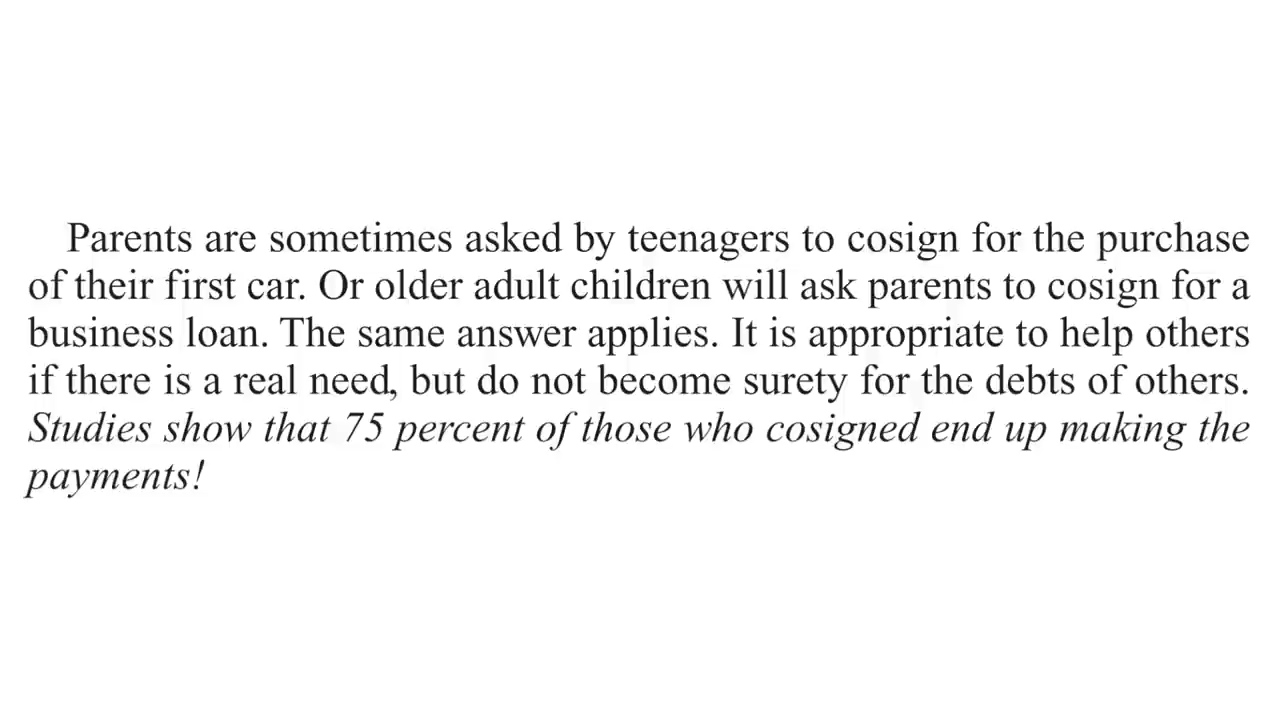 Parents are sometimes asked by teenagers to cosign for the purchase
of their first car. Or older adult children will ask parents to cosign for a
business loan. The same answer applies. It is appropriate to help others
if there is a real need, but do not become surety for the debts of others.
Studies show that 75 percent of those who cosigned end up making the
payments!